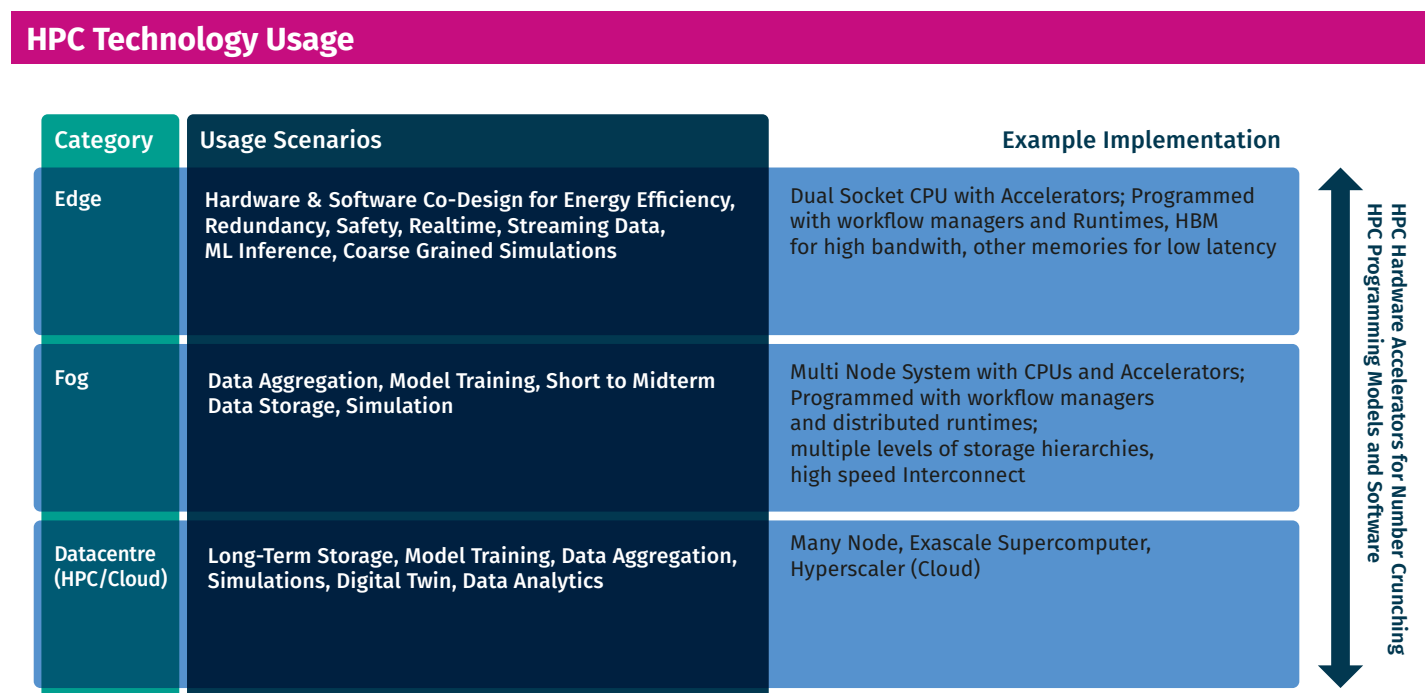 HPC Technology Usage
Category
Usage Scenarios
Example Implementation
Edge
Hardware & Software Co-Design for Energy Efficiency,
Redundancy, Safety, Realtime, Streaming Data,
ML Inference, Coarse Grained Simulations
Dual Socket CPU with Accelerators; Programmed
with workflow managers and Runtimes, HBM
for high bandwith, other memories for low latency
Fog
Data Aggregation, Model Training, Short to Midterm
Data Storage, Simulation
Multi Node System with CPUs and Accelerators;
Programmed with workflow managers
and distributed runtimes;
multiple levels of storage hierarchies,
high speed Interconnect
Datacentre
(HPC/Cloud)
Long-Term Storage, Model Training, Data Aggregation,
Simulations, Digital Twin, Data Analytics
Many Node, Exascale Supercomputer,
Hyperscaler (Cloud)
HPC Hardware Accelerators for Number Crunching
HPC Programming Models and Software